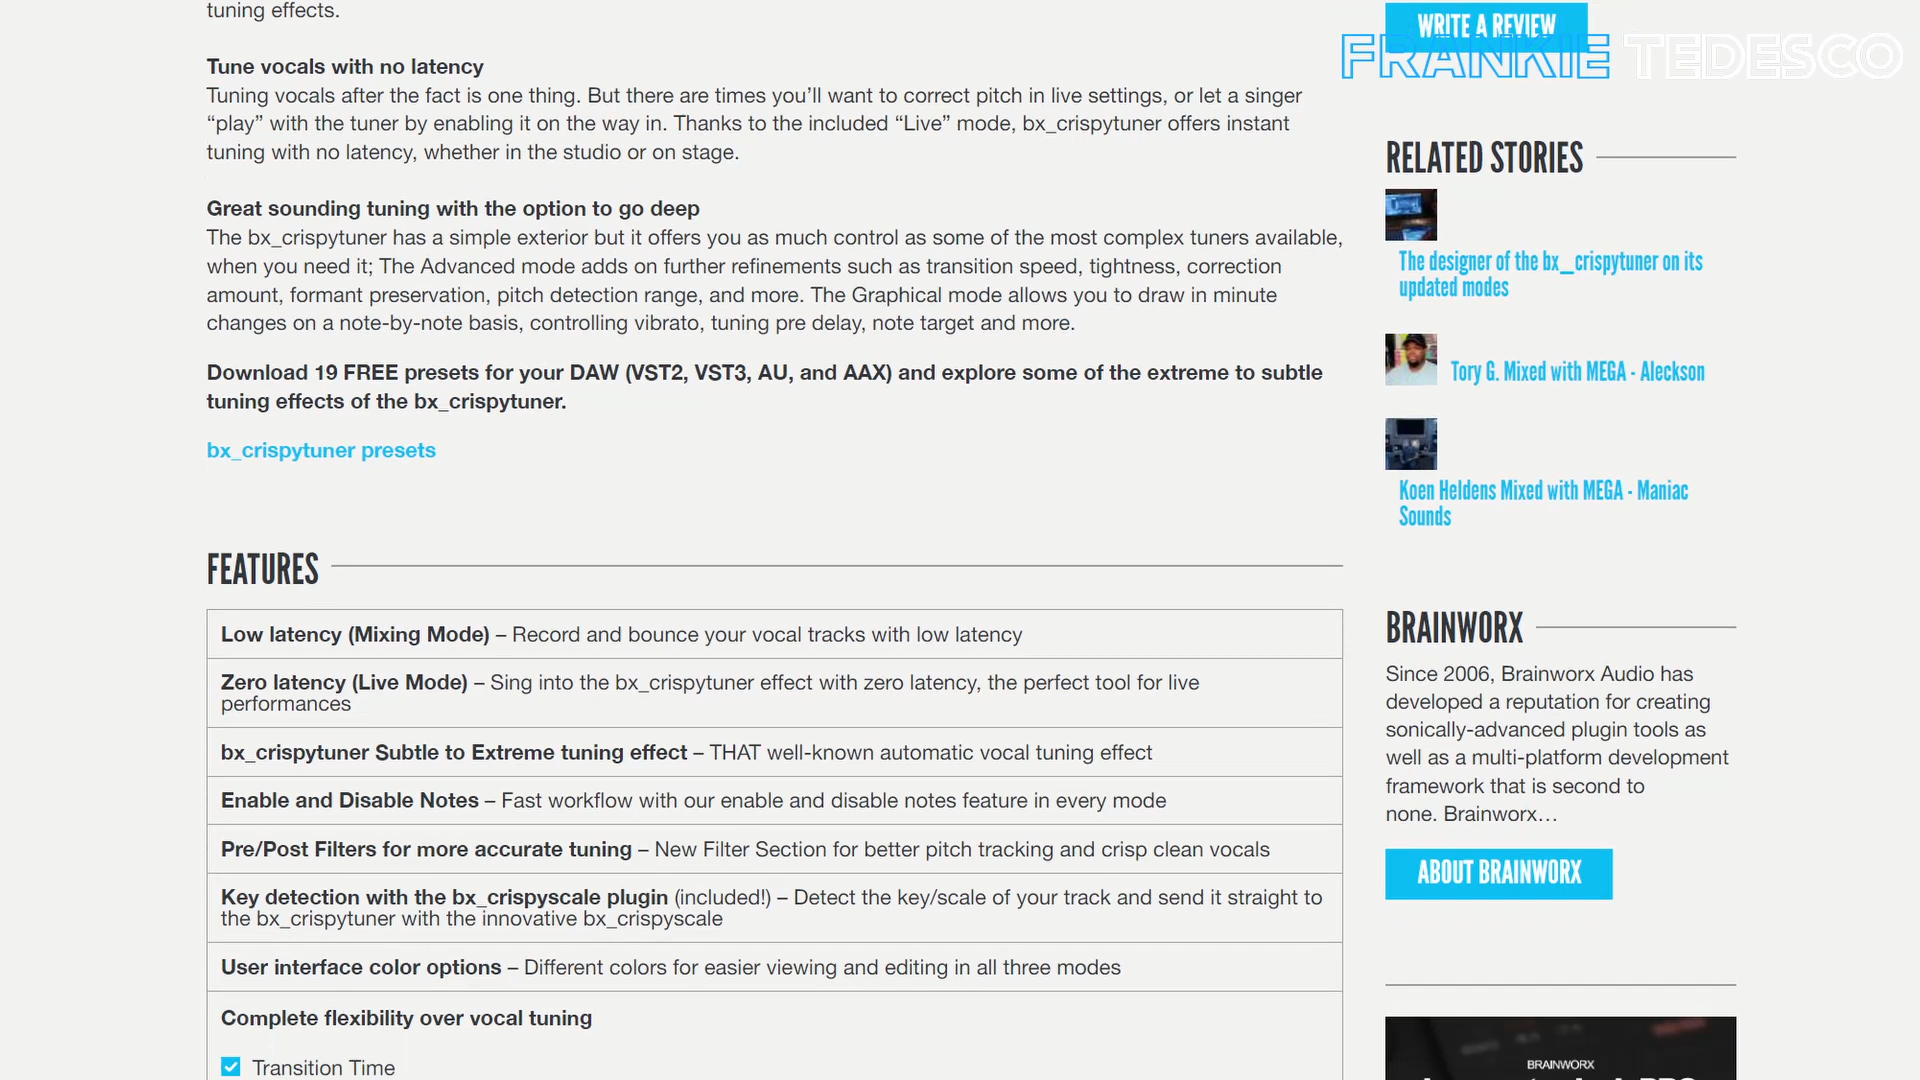 tuning effects.
Tune vocals with no latency
Tuning vocals after the fact is one thing. But there are times you’ll want to correct pitch in live settings, or let a singer
“play” with the tuner by enabling it on the way in. Thanks to the included “Live” mode, bx_crispytuner offers instant
tuning with no latency, whether in the studio or on stage.
Great sounding tuning with the option to go deep
The bx_crispytuner has a simple exterior but it offers you as much control as some of the most complex tuners available,
when you need it; The Advanced mode adds on further refinements such as transition speed, tightness, correction
amount, formant preservation, pitch detection range, and more. The Graphical mode allows you to draw in minute
changes on a note-by-note basis, controlling vibrato, tuning pre delay, note target and more.
Download 19 FREE presets for your DAW (VST2, VST3, AU, and AAX) and explore some of the extreme to subtle
tuning effects of the bx_crispytuner.
bx_crispytuner presets
FEATURES
Low latency (Mixing Mode) – Record and bounce your vocal tracks with low latency
Zero latency (Live Mode) – Sing into the bx_crispytuner effect with zero latency, the perfect tool for live
performances
bx_crispytuner Subtle to Extreme tuning effect – THAT well-known automatic vocal tuning effect
Enable and Disable Notes – Fast workflow with our enable and disable notes feature in every mode
Pre/Post Filters for more accurate tuning – New Filter Section for better pitch tracking and crisp clean vocals
Key detection with the bx_crispyscale plugin (included!) – Detect the key/scale of your track and send it straight to
the bx_crispytuner with the innovative bx_crispyscale
User interface color options – Different colors for easier viewing and editing in all three modes
Complete flexibility over vocal tuning
Transition Time
WRITE A REVIEW
FRANKIE TEDESCO
RELATED STORIES
The designer of the bx_crispytuner on its
updated modes
Tory G. Mixed with MEGA - Aleckson
Koen Heldens Mixed with MEGA - Maniac
Sounds
BRAINWORX
Since 2006, Brainworx Audio has
developed a reputation for creating
sonically-advanced plugin tools as
well as a multi-platform development
framework that is second to
none. Brainworx…
ABOUT BRAINWORX
BRAINWORX